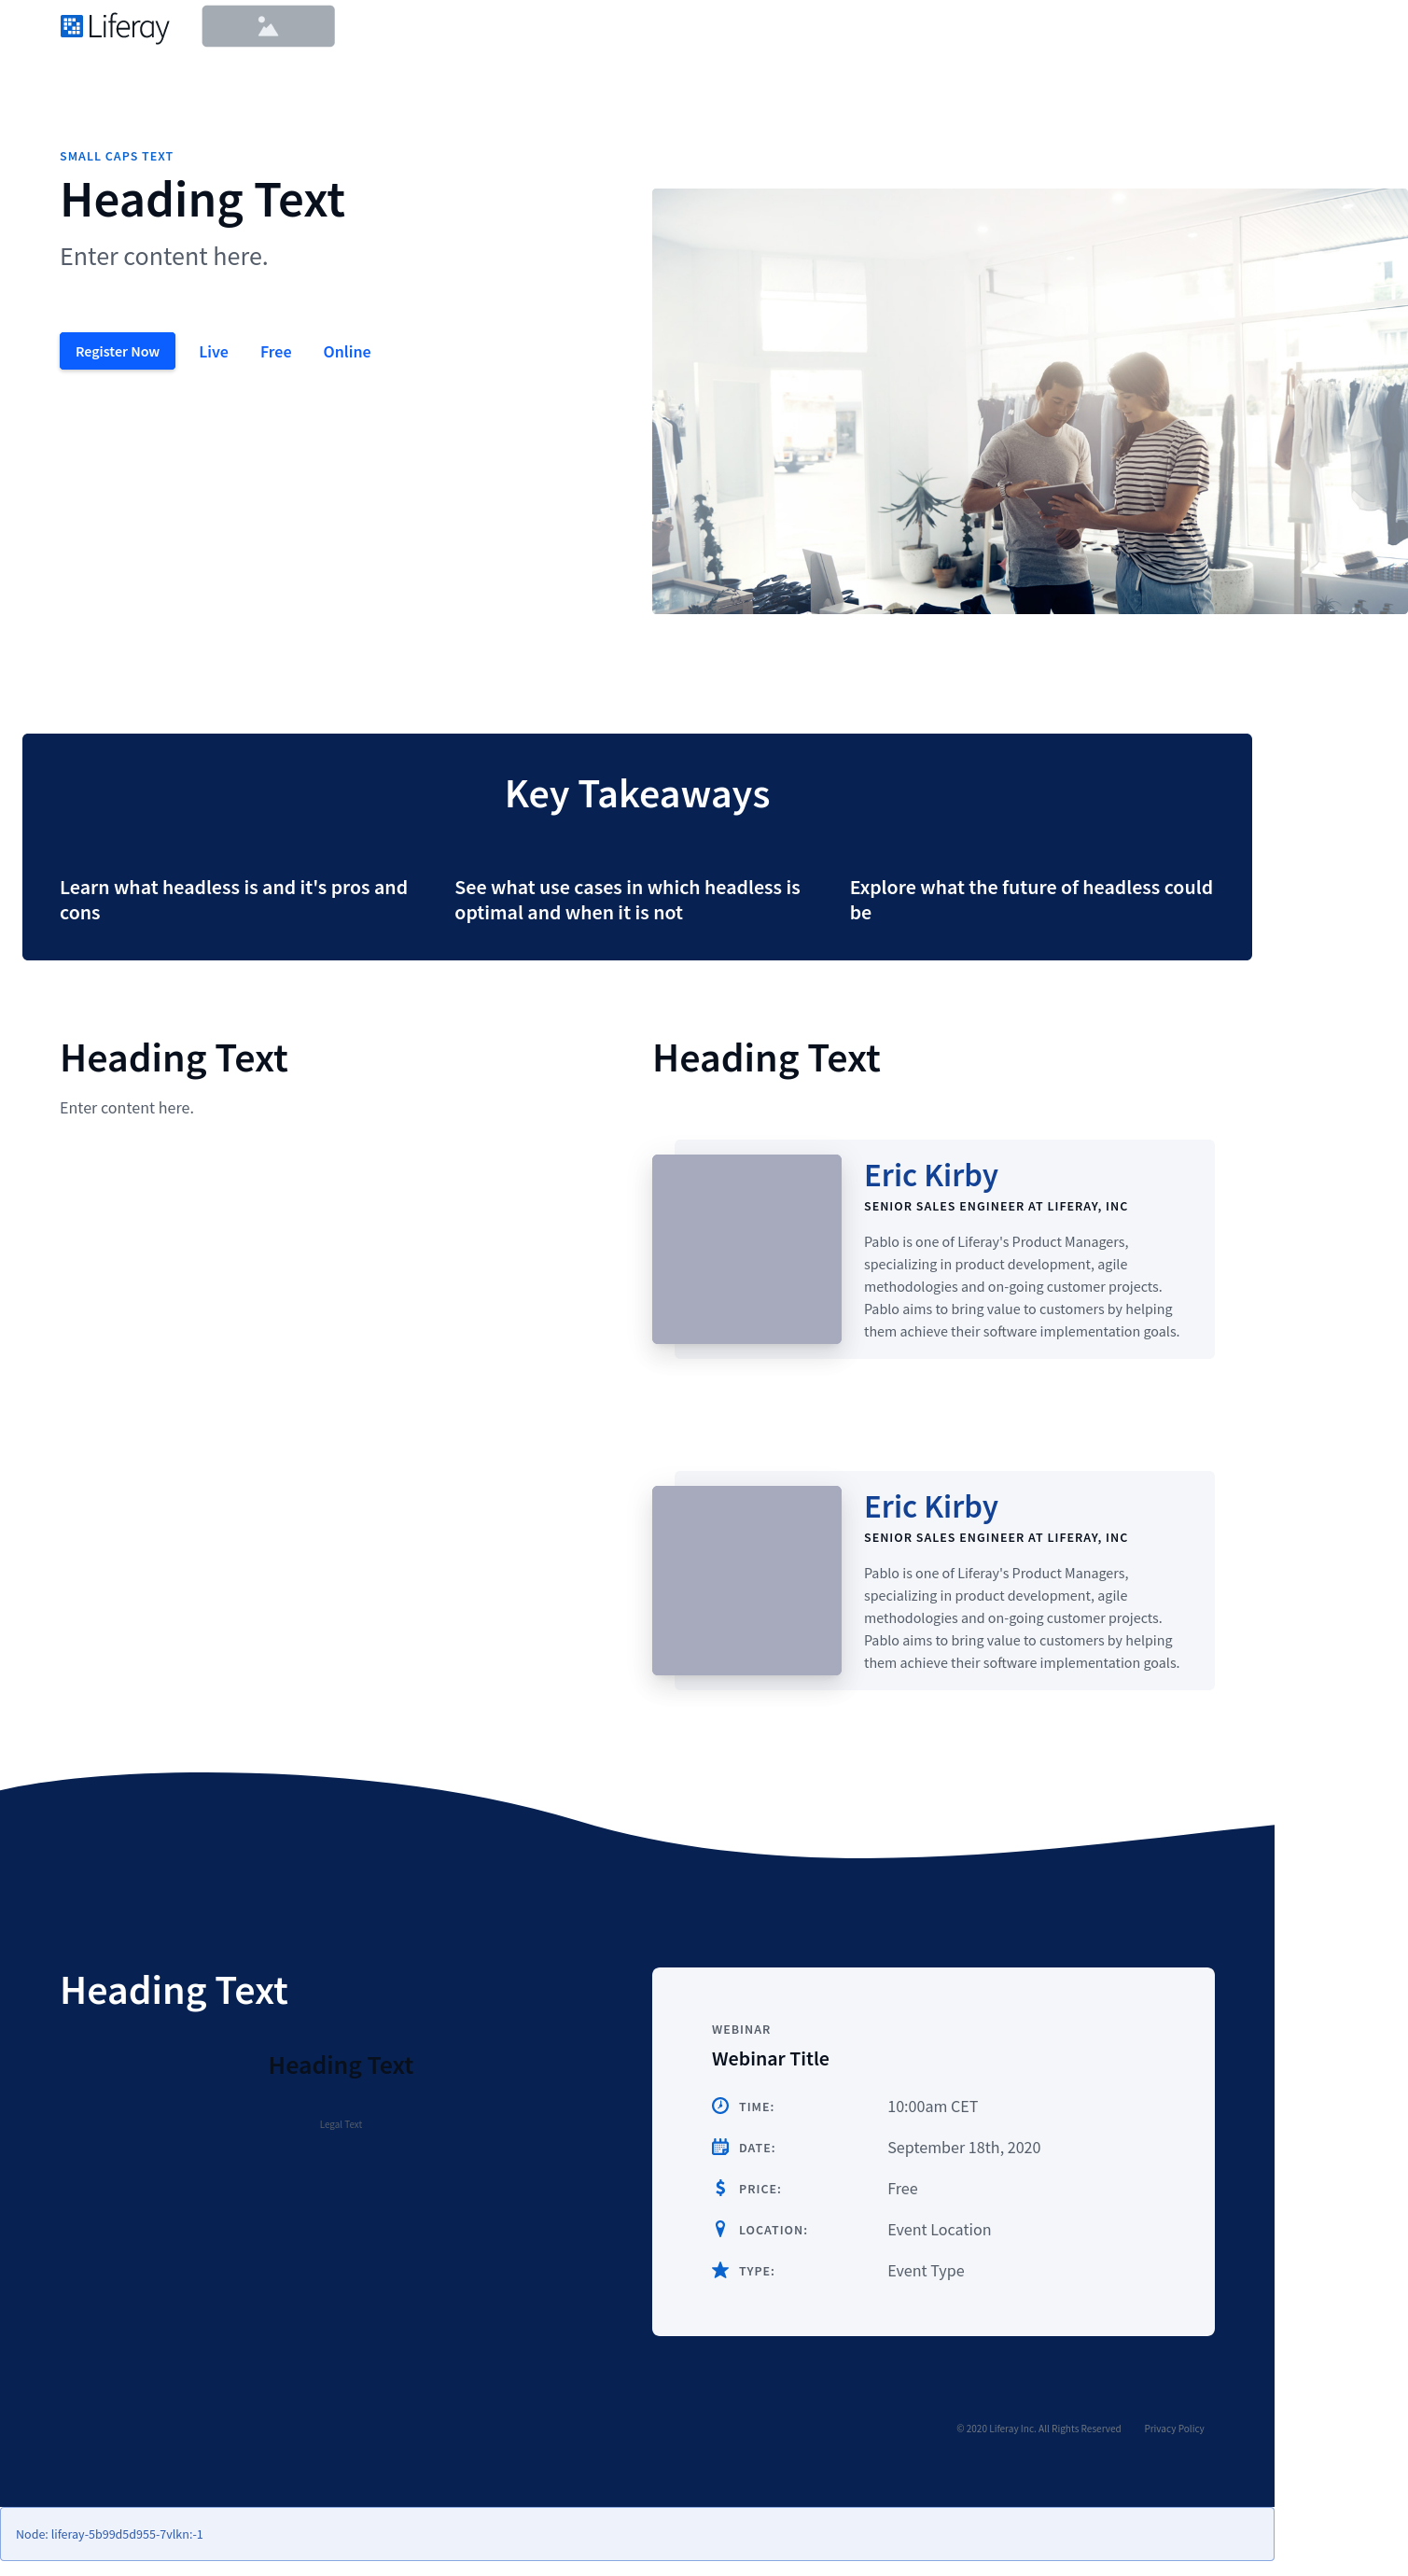 Liferay
SMALL CAPS TEXT
Heading Text
Enter content here.
Register Now Live Free Online
Key Takeaways
Learn what headless is and it's pros and
cons
See what use cases in which headless is
optimal and when it is not
Explore what the future of headless could
be
Heading Text
Enter content here.
Heading Text
Eric Kirby
SENIOR SALES ENGINEER AT LIFERAY, INC
Pablo is one of Liferay's Product Managers,
specializing in product development, agile
methodologies and on-going customer projects.
Pablo aims to bring value to customers by helping
them achieve their software implementation goals.
Eric Kirby
SENIOR SALES ENGINEER AT LIFERAY, INC
Pablo is one of Liferay's Product Managers,
specializing in product development, agile
methodologies and on-going customer projects.
Pablo aims to bring value to customers by helping
them achieve their software implementation goals.
Heading Text
Heading Text
Legal Text
WEBINAR
Webinar Title
TIME: 10:00am CET
DATE: September 18th, 2020
PRICE: Free
LOCATION: Event Location
TYPE: Event Type
© 2020 Liferay Inc. All Rights Reserved Privacy Policy
Node: liferay-5b99d5d955-7vlkn:-1